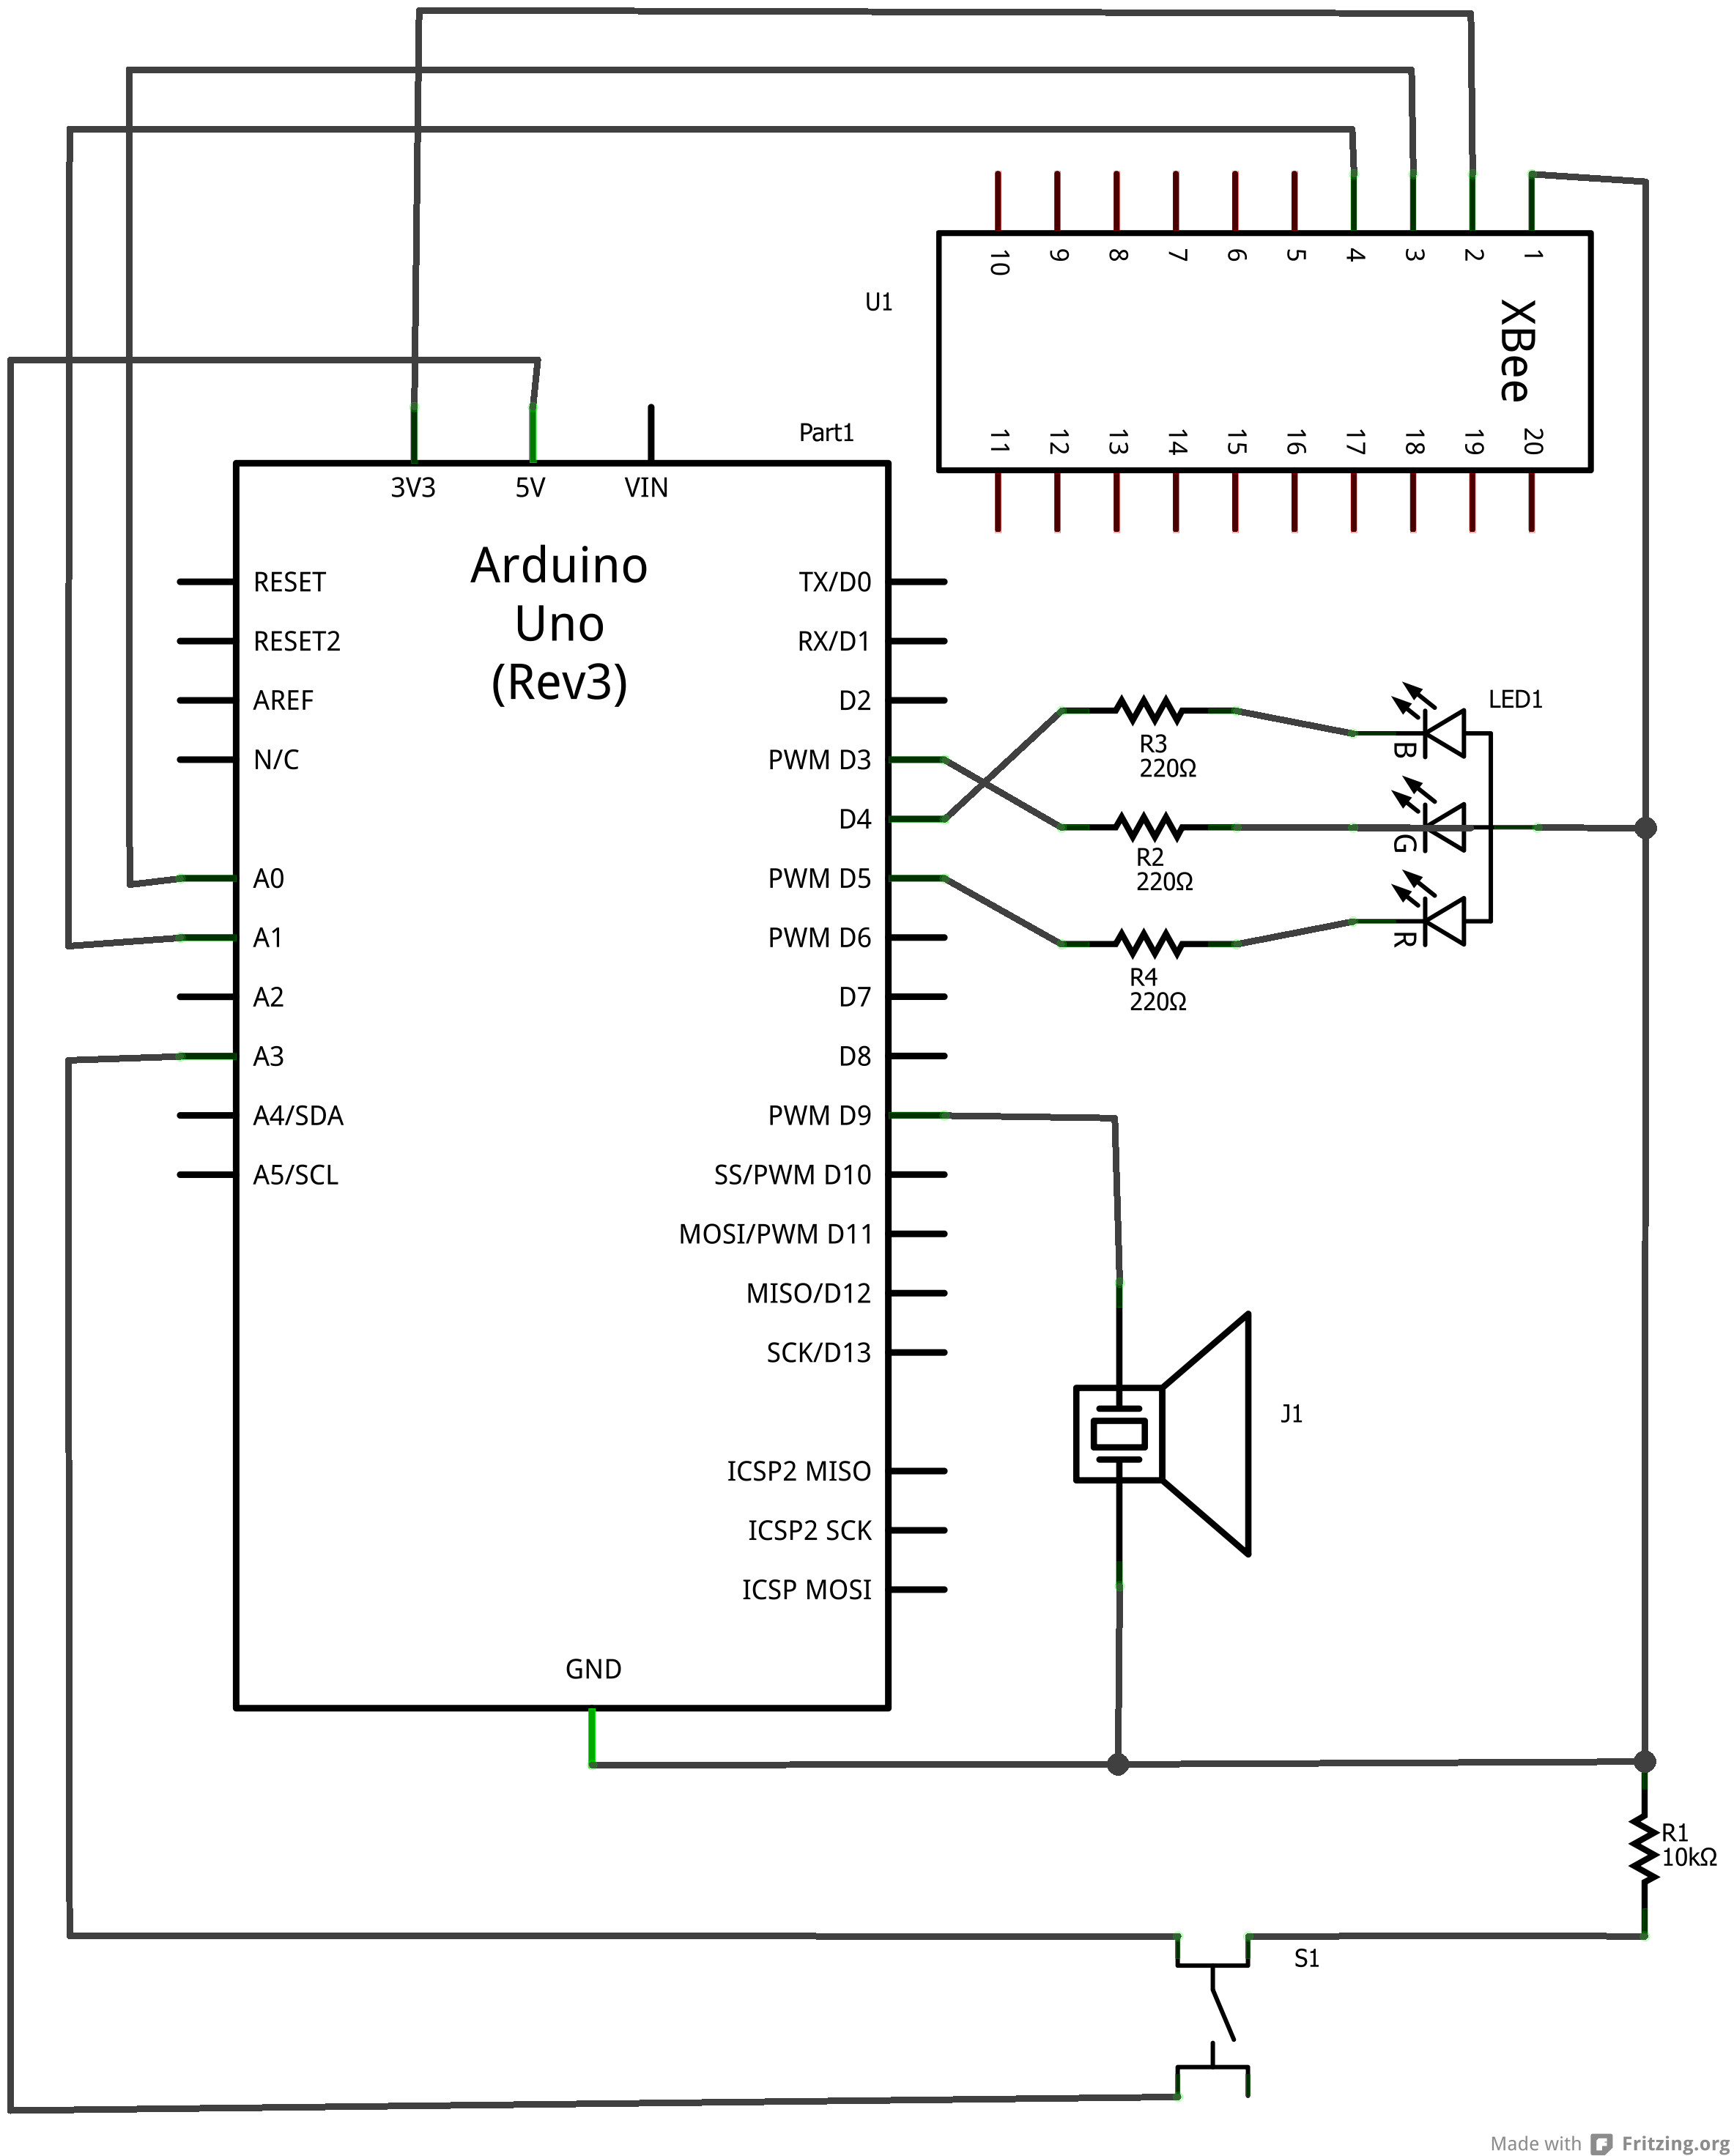 10
9
8
7
6
5
4
3
2
1
U1
XBee
11
12
13
14
15
16
17
18
19
20
Part1
3V3
5V
VIN
Arduino
Uno
(Rev3)
RESET
RESET2
AREF
N/C
A0
A1
A2
A3
A4/SDA
A5/SCL
TX/D0
RX/D1
D2
PWM D3
D4
PWM D5
PWM D6
D7
D8
PWM D9
SS/PWM D10
MOSI/PWM D11
MISO/D12
SCK/D13
ICSP2 MISO
ICSP2 SCK
ICSP MOSI
GND
R3
220Ω
R2
220Ω
R4
220Ω
LED1
B
G
R
J1
R1
10kΩ
S1
Made with Fritzing.org